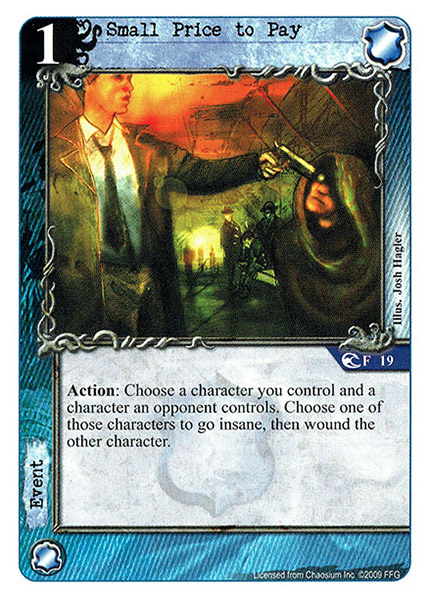 1
Small Price to Pay
Illus. Josh Hagler
F 19
Action: Choose a character you control and a
character an opponent controls. Choose one of
those characters to go insane, then wound the
other character.
Event
Licensed from Chaosium Inc. ©2009 FFG